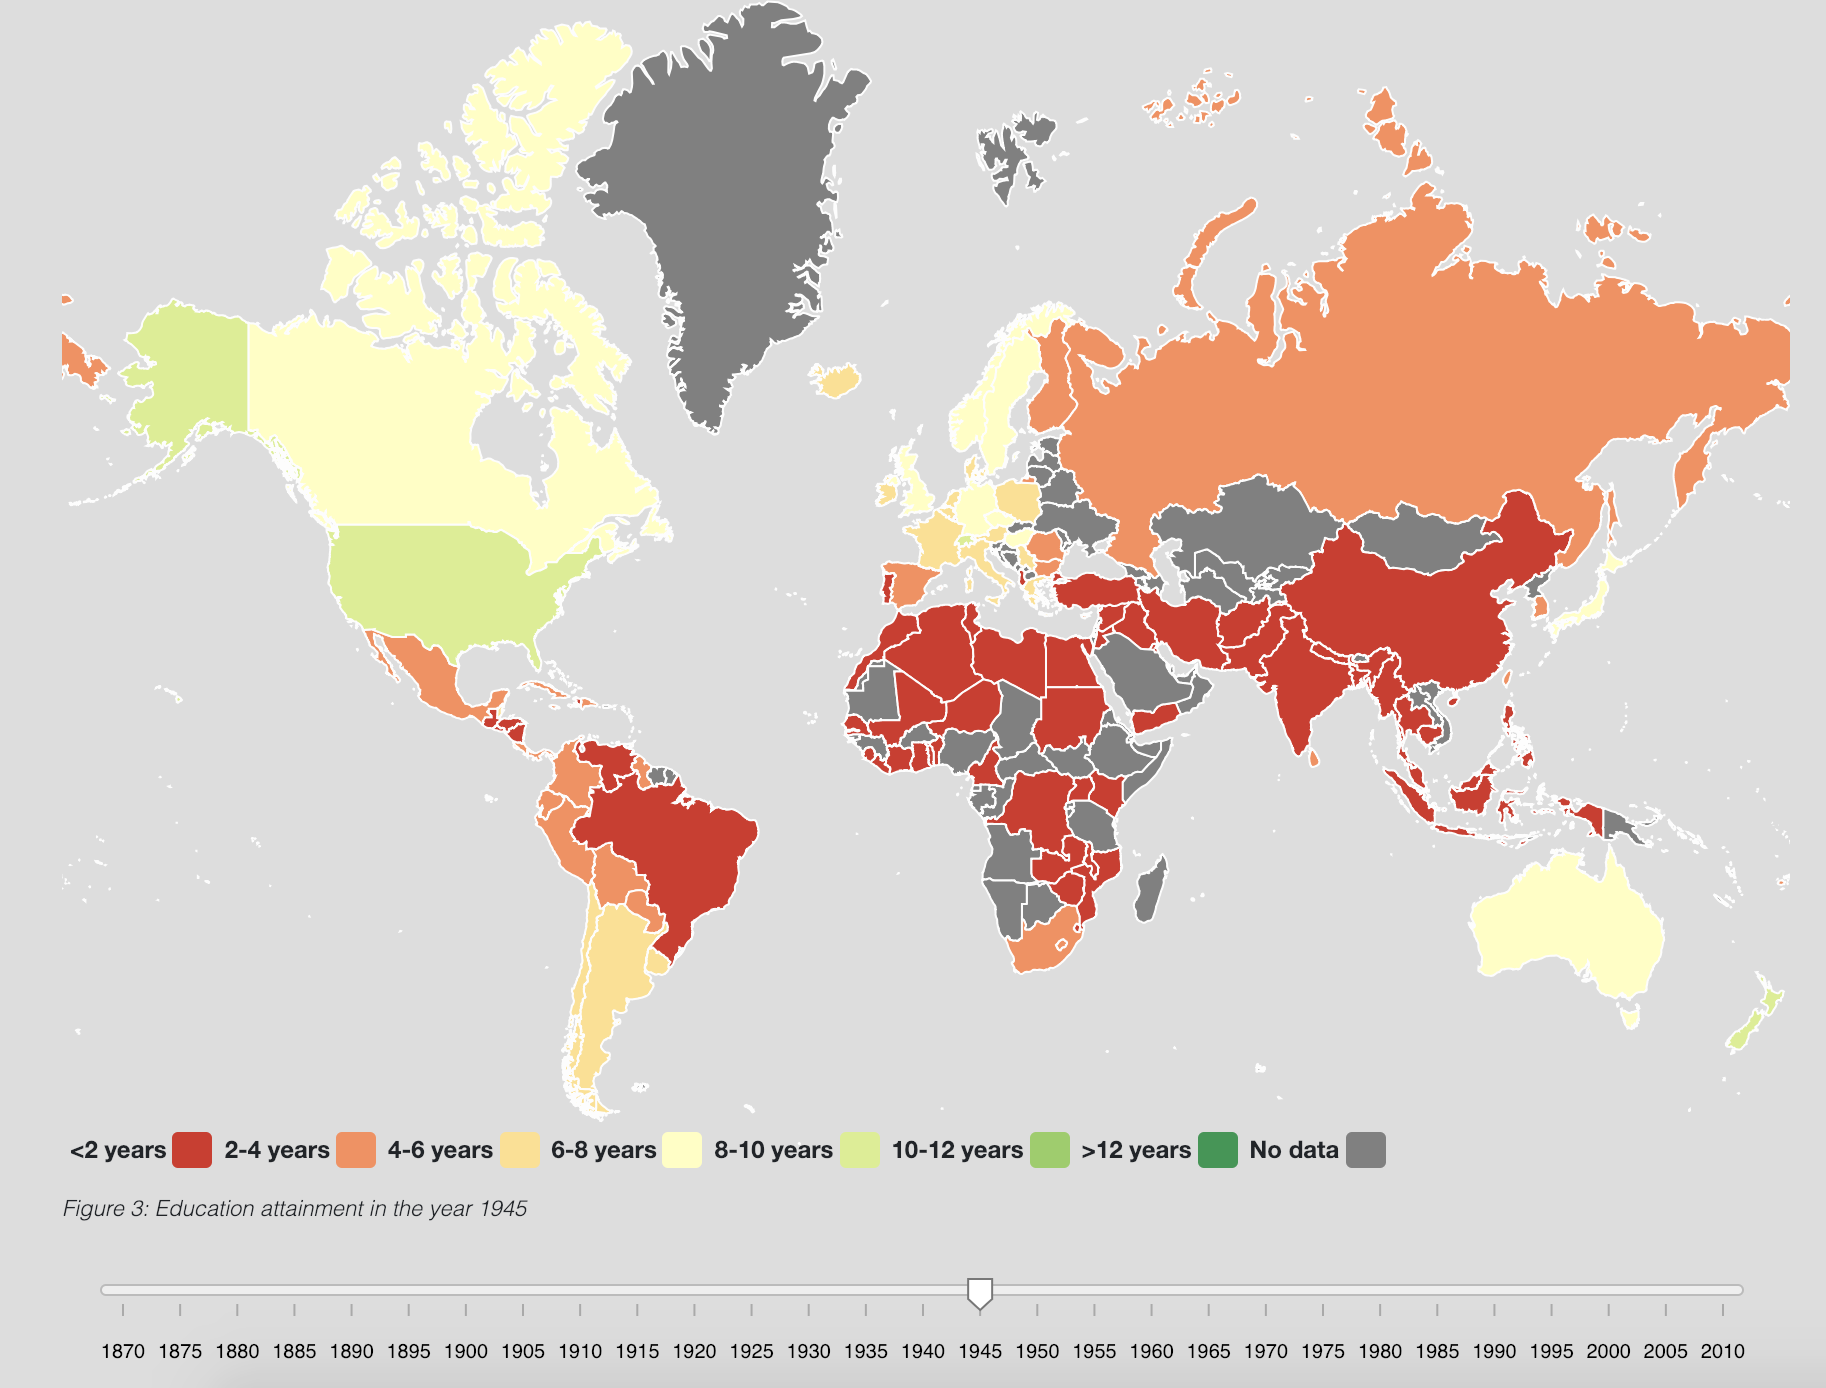 <2 years 2-4 years 4-6 years 6-8 years 8-10 years 10-12 years >12 years No data
Figure 3: Education attainment in the year 1945
1870 1875 1880 1885 1890 1895 1900 1905 1910 1915 1920 1925 1930 1935 1940 1945 1950 1955 1960 1965 1970 1975 1980 1985 1990 1995 2000 2005 2010